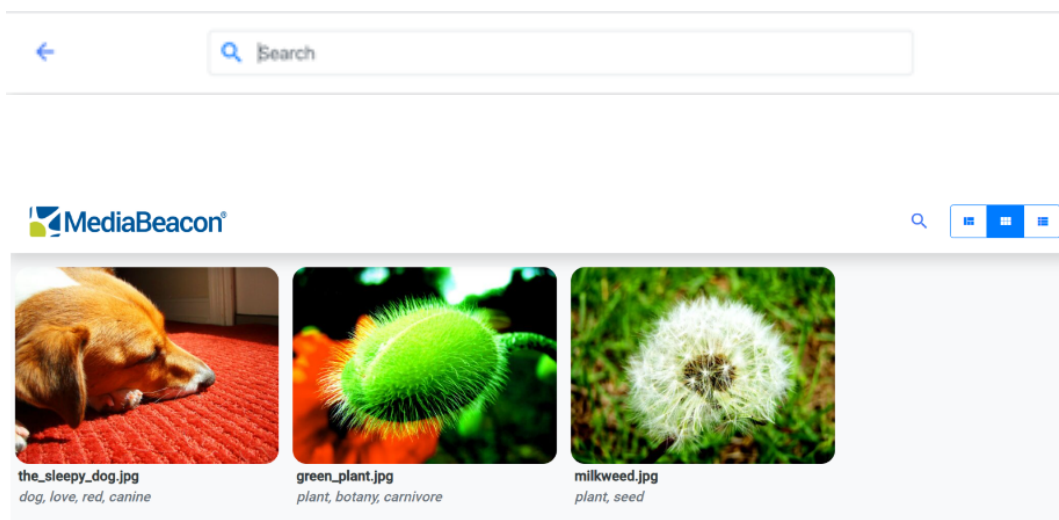 Search
MediaBeacon®
the_sleepy_dog.jpg
dog, love, red, canine
green_plant.jpg
plant, botany, carnivore
milkweed.jpg
plant, seed